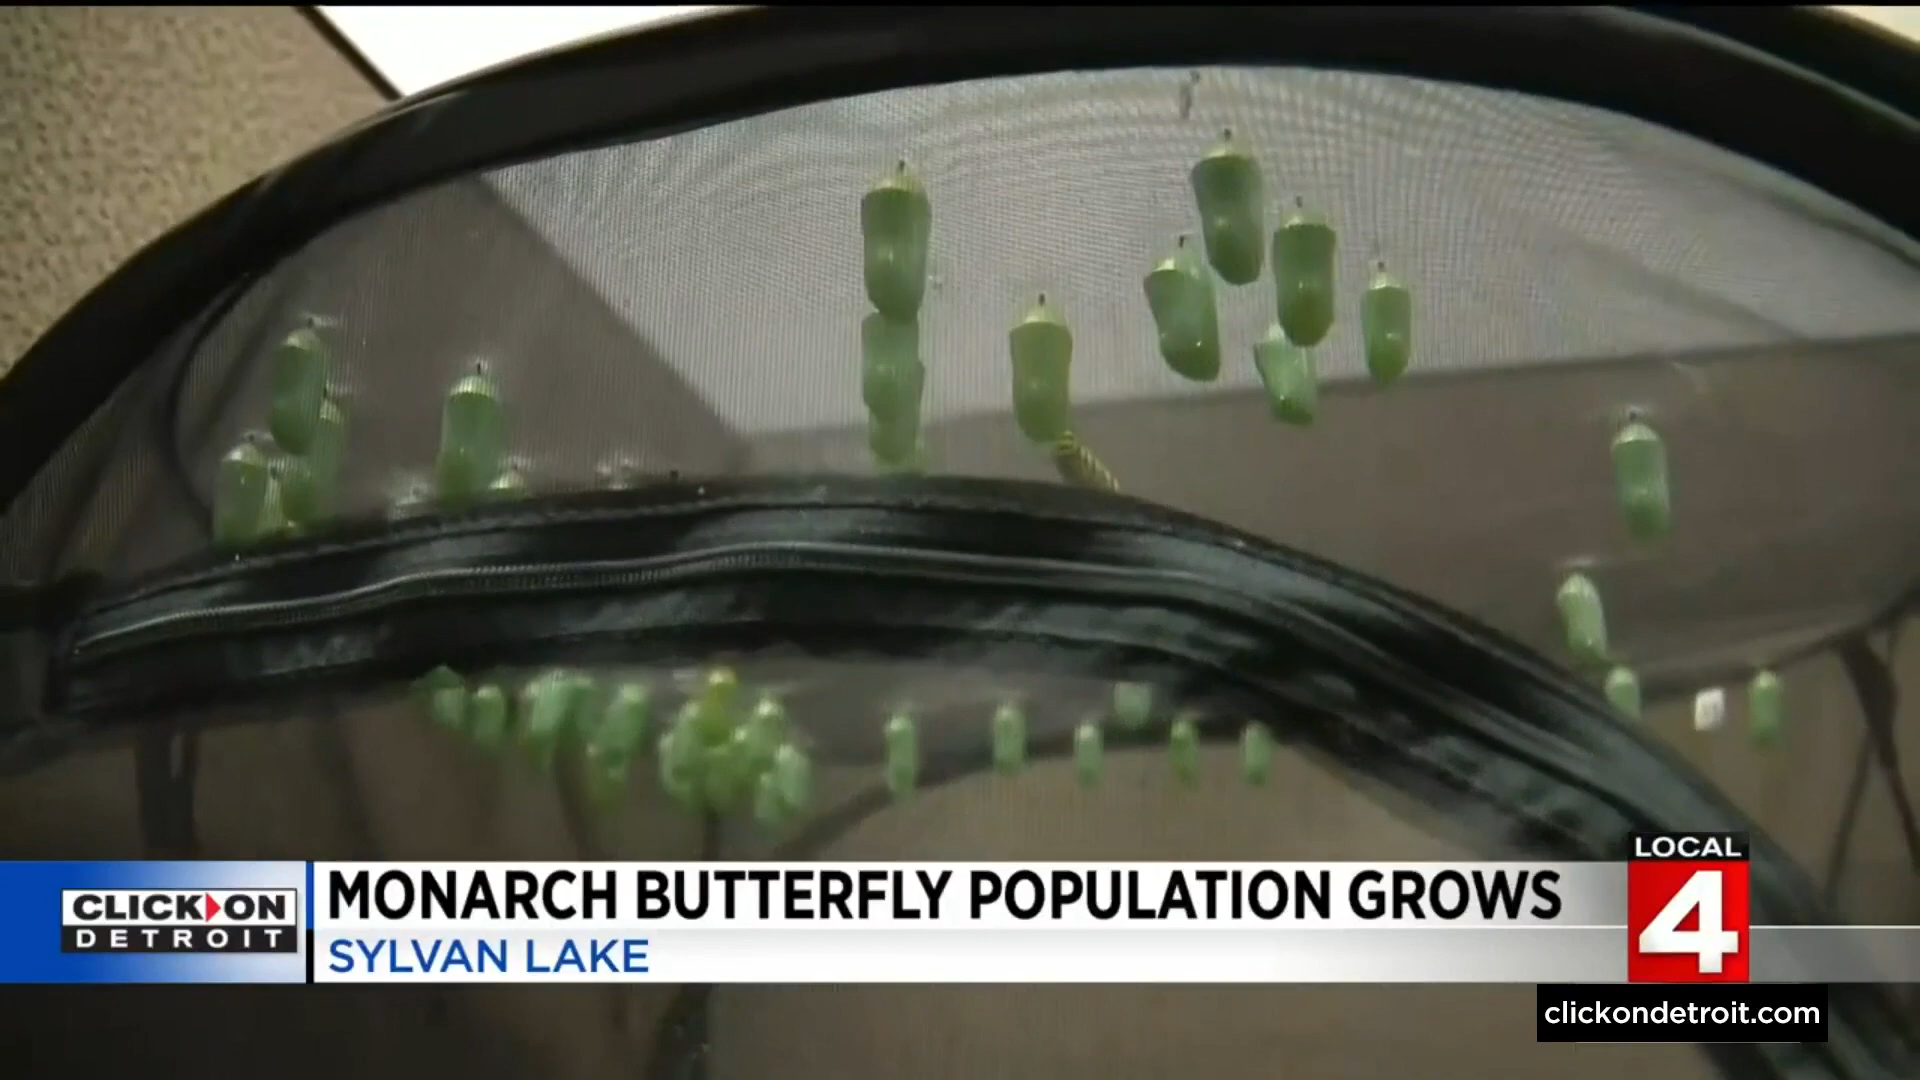 LOCAL
4
CLICK ON
DETROIT
MONARCH BUTTERFLY POPULATION GROWS
SYLVAN LAKE
clickondetroit.com